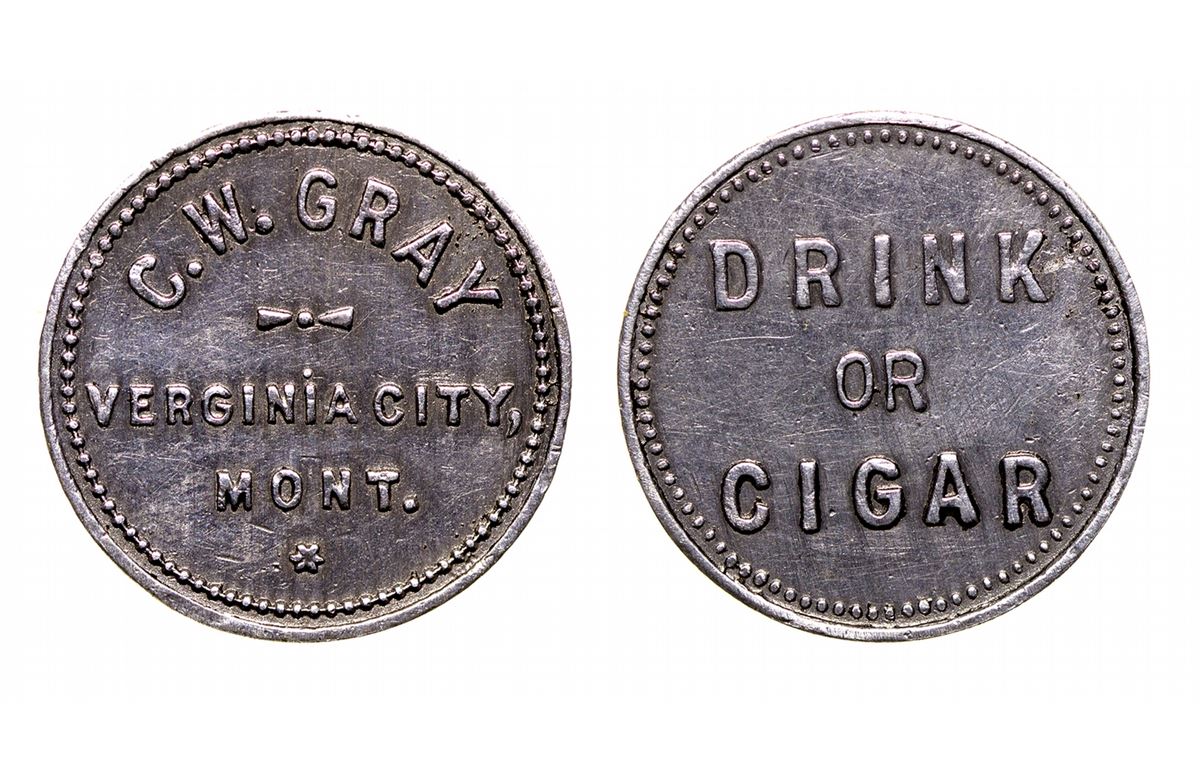 C. W. GRAY
VERGINiA CITY,
MONT.
DRINK
OR
CIGAR